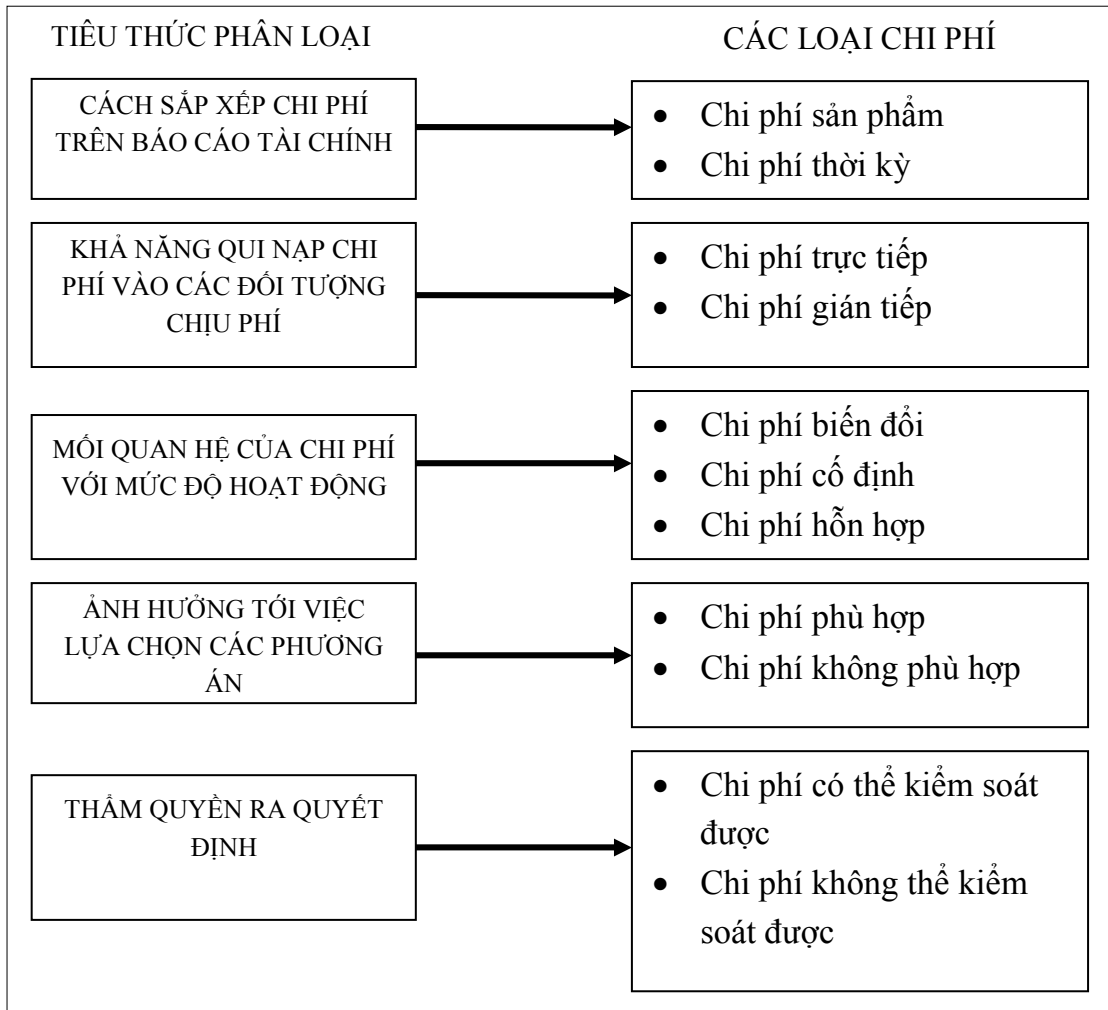 TIÊU THỨC PHÂN LOẠI
CÁC LOẠI CHI PHÍ
CÁCH SẮP XẾP CHI PHÍ
TRÊN BÁO CÁO TÀI CHÍNH
• Chi phí sản phẩm
• Chi phí thời kỳ
KHẢ NĂNG QUI NẠP CHI
PHÍ VÀO CÁC ĐỐI TƯỢNG
CHỊU PHÍ
• Chi phí trực tiếp
• Chi phí gián tiếp
MỐI QUAN HỆ CỦA CHI PHÍ
VỚI MỨC ĐỘ HOẠT ĐỘNG
• Chi phí biến đổi
• Chi phí cố định
• Chi phí hỗn hợp
ẢNH HƯỞNG TỚI VIỆC
LỰA CHỌN CÁC PHƯƠNG
ÁN
• Chi phí phù hợp
• Chi phí không phù hợp
THẨM QUYỀN RA QUYẾT
ĐỊNH
• Chi phí có thể kiểm soát
được
• Chi phí không thể kiểm
soát được